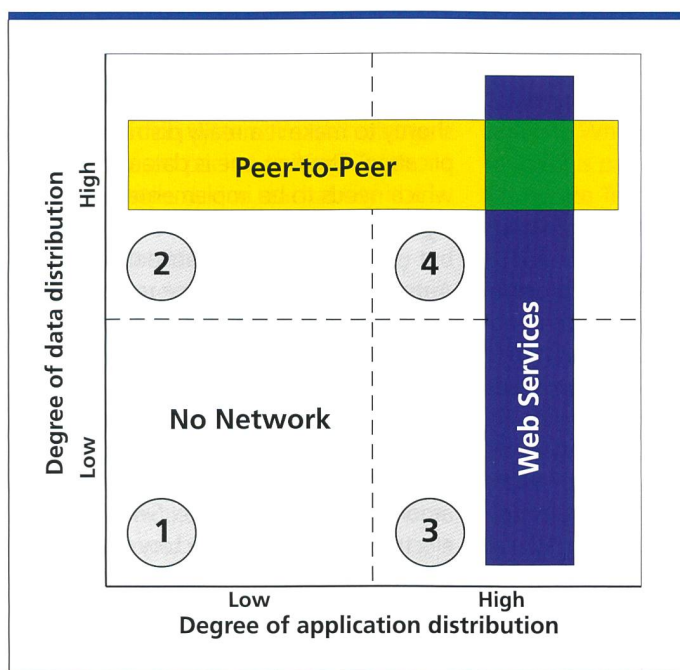 Peer-to-Peer
High
2
4
Degree of data distribution
Web Services
No Network
Low
1
3
Low
High
Degree of application distribution